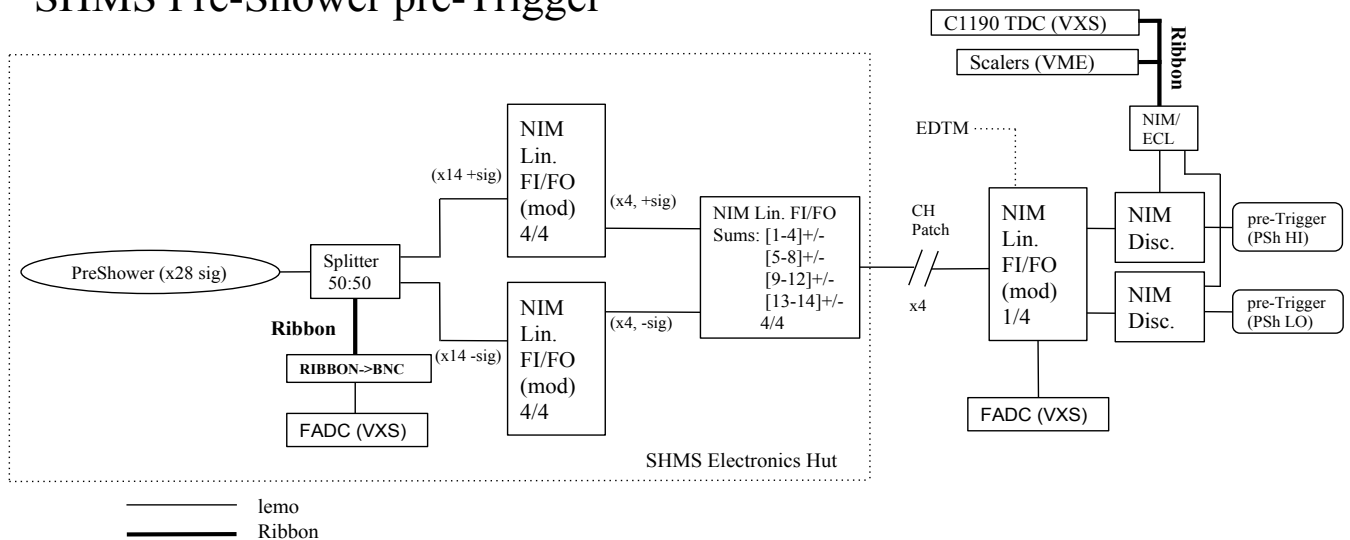 SHMS Pre-Shower pre-Trigger
C1190 TDC (VXS)
Scalers (VME)
Ribbon
NIM/
ECL
EDTM
NIM
Lin.
FI/FO
(mod)
4/4
(x14 +sig)
(x4, +sig)
PreShower (x28 sig)
Splitter
50:50
Ribbon
RIBBON->BNC
FADC (VXS)
(x14 -sig)
NIM
Lin.
FI/FO
(mod)
4/4
(x4, -sig)
NIM Lin. FI/FO
Sums: [1-4]+/-
[5-8]+/-
[9-12]+/-
[13-14]+/-
4/4
SHMS Electronics Hut
CH
Patch
x4
NIM
Lin.
FI/FO
(mod)
1/4
FADC (VXS)
NIM
Disc.
pre-Trigger
(PSh HI)
NIM
Disc.
pre-Trigger
(PSh LO)
lemo
Ribbon